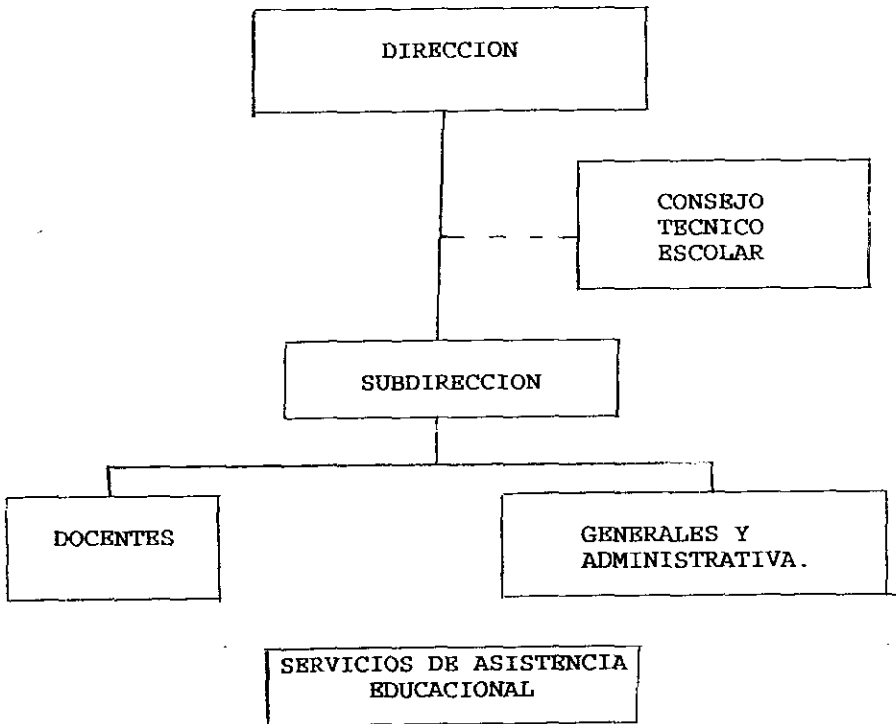 DIRECCION
CONSEJO
TECNICO
ESCOLAR
SUBDIRECCION
DOCENTES
GENERALES Y
ADMINISTRATIVA.
SERVICIOS DE ASISTENCIA
EDUCACIONAL